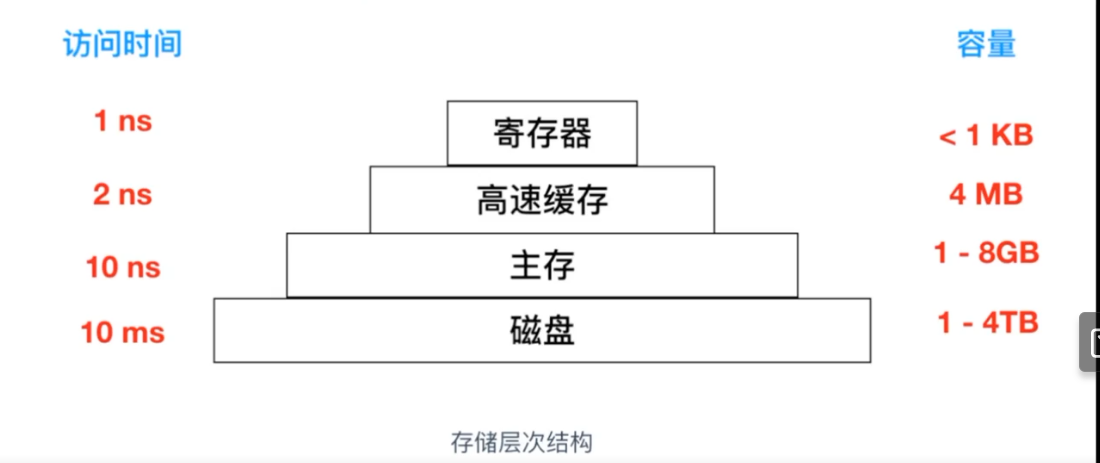 访问时间 容量
1 ns 寄存器 < 1 KB
2 ns 高速缓存 4 MB
10 ns 主存 1 - 8GB
10 ms 磁盘 1 - 4TB
存储层次结构